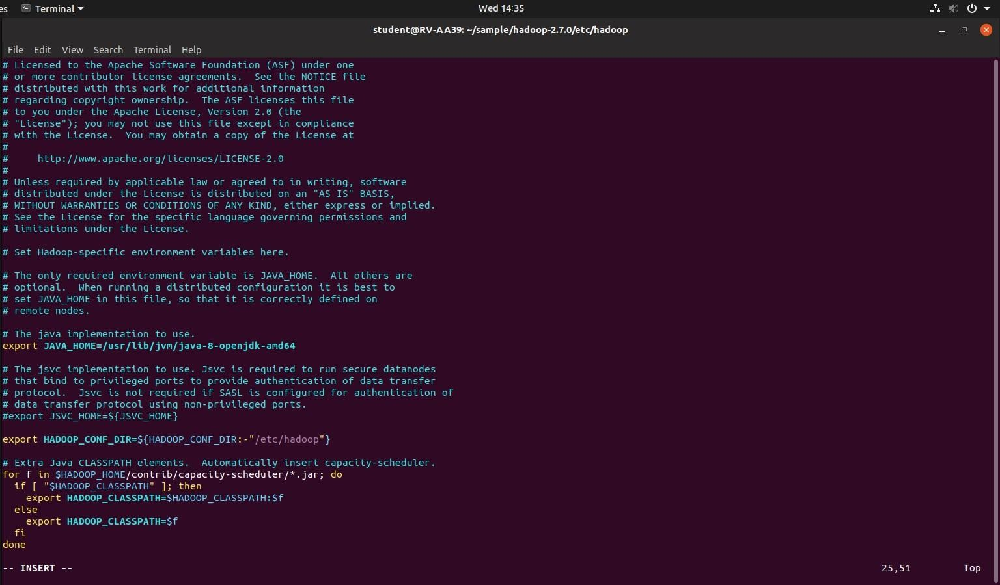 es Terminal Wed 14:35
student@RV-AA39: ~/sample/hadoop-2.7.0/etc/hadoop
File Edit View Search Terminal Help
# Licensed to the Apache Software Foundation (ASF) under one
# or more contributor license agreements.  See the NOTICE file
# distributed with this work for additional information
# regarding copyright ownership.  The ASF licenses this file
# to you under the Apache License, Version 2.0 (the
# "License"); you may not use this file except in compliance
# with the License.  You may obtain a copy of the License at
#
#     http://www.apache.org/licenses/LICENSE-2.0
#
# Unless required by applicable law or agreed to in writing, software
# distributed under the License is distributed on an "AS IS" BASIS,
# WITHOUT WARRANTIES OR CONDITIONS OF ANY KIND, either express or implied.
# See the License for the specific language governing permissions and
# limitations under the License.

# Set Hadoop-specific environment variables here.

# The only required environment variable is JAVA_HOME.  All others are
# optional.  When running a distributed configuration it is best to
# set JAVA_HOME in this file, so that it is correctly defined on
# remote nodes.

# The java implementation to use.
export JAVA_HOME=/usr/lib/jvm/java-8-openjdk-amd64

# The jsvc implementation to use. Jsvc is required to run secure datanodes
# that bind to privileged ports to provide authentication of data transfer
# protocol.  Jsvc is not required if SASL is configured for authentication of
# data transfer protocol using non-privileged ports.
#export JSVC_HOME=${JSVC_HOME}

export HADOOP_CONF_DIR=${HADOOP_CONF_DIR:-"/etc/hadoop"}

# Extra Java CLASSPATH elements.  Automatically insert capacity-scheduler.
for f in $HADOOP_HOME/contrib/capacity-scheduler/*.jar; do
  if [ "$HADOOP_CLASSPATH" ]; then
    export HADOOP_CLASSPATH=$HADOOP_CLASSPATH:$f
  else
    export HADOOP_CLASSPATH=$f
  fi
done

-- INSERT -- 25,51 Top